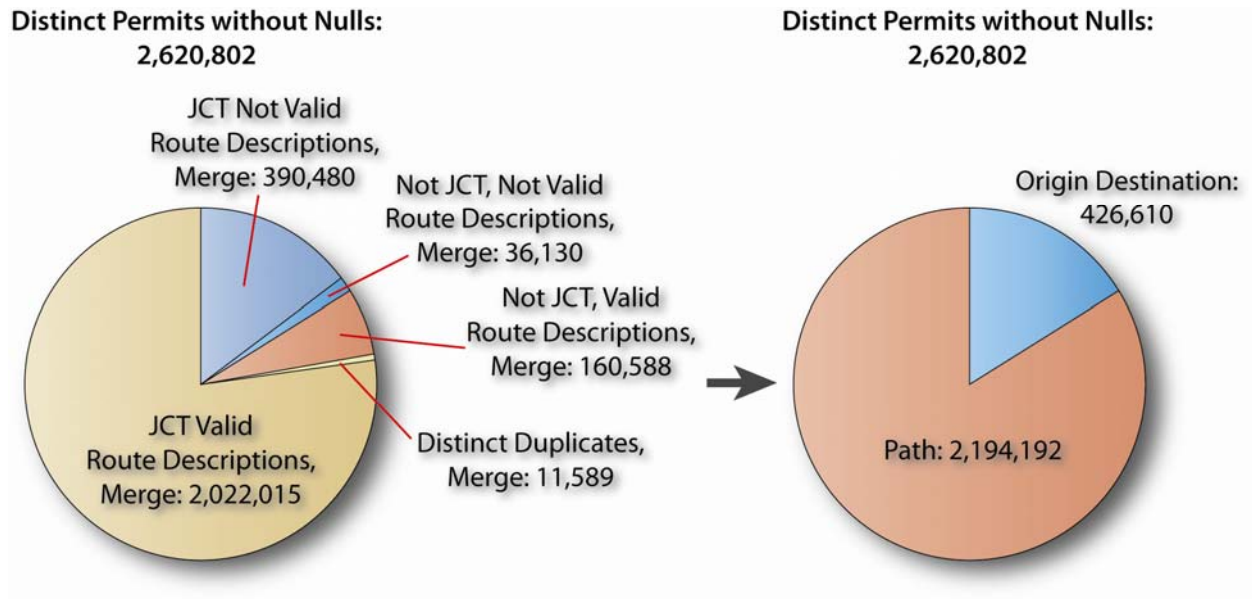 Distinct Permits without Nulls:
2,620,802
JCT Not Valid
Route Descriptions,
Merge: 390,480
Not JCT, Not Valid
Route Descriptions,
Merge: 36,130
Not JCT, Valid
Route Descriptions,
Merge: 160,588
Distinct Duplicates,
Merge: 11,589
JCT Valid
Route Descriptions,
Merge: 2,022,015
Distinct Permits without Nulls:
2,620,802
Origin Destination:
426,610
Path: 2,194,192